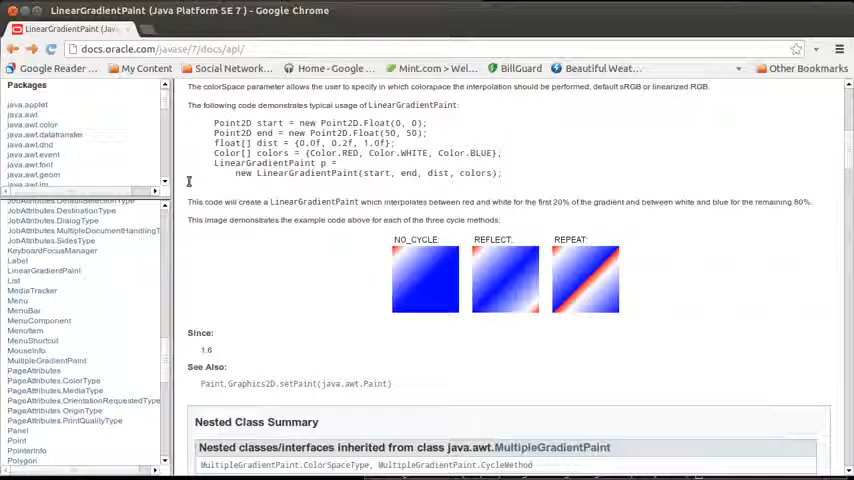 LinearGradientPaint (Java Platform SE 7 ) - Google Chrome
LinearGradientPaint (Jav
docs.oracle.com/javase/7/docs/api/
Google Reader ...
My Content
Social Network...
Home - Google ...
Mint.com > Wel...
BillGuard
Beautiful Weat...
Other Bookmarks
Packages
java.applet
java.awt
java.awt.color
java.awt.datatransfer
java.awt.dnd
java.awt.event
java.awt.font
java.awt.geom
java.awt.im
JobAttributes.DefaultSelectionType
JobAttributes.DestinationType
JobAttributes.DialogType
JobAttributes.MultipleDocumentHandlingT
JobAttributes.SidesType
KeyboardFocusManager
Label
LinearGradientPaint
List
MediaTracker
Menu
MenuBar
MenuComponent
MenuItem
MenuShortcut
MouseInfo
MultipleGradientPaint
PageAttributes
PageAttributes.ColorType
PageAttributes.MediaType
PageAttributes.OrientationRequestedType
PageAttributes.OriginType
PageAttributes.PrintQualityType
Panel
Point
PointerInfo
Polygon
The colorSpace parameter allows the user to specify in which colorspace the interpolation should be performed, default sRGB or linearized RGB.
The following code demonstrates typical usage of LinearGradientPaint:
Point2D start = new Point2D.Float(0, 0);
Point2D end = new Point2D.Float(50, 50);
float[] dist = {0.0f, 0.2f, 1.0f};
Color[] colors = {Color.RED, Color.WHITE, Color.BLUE};
LinearGradientPaint p =
new LinearGradientPaint(start, end, dist, colors);
This code will create a LinearGradientPaint which interpolates between red and white for the first 20% of the gradient and between white and blue for the remaining 80%.
This image demonstrates the example code above for each of the three cycle methods:
NO_CYCLE:
REFLECT:
REPEAT:
Since:
1.6
See Also:
Paint, Graphics2D.setPaint(java.awt.Paint)
Nested Class Summary
Nested classes/interfaces inherited from class java.awt.MultipleGradientPaint
MultipleGradientPaint.ColorSpaceType, MultipleGradientPaint.CycleMethod